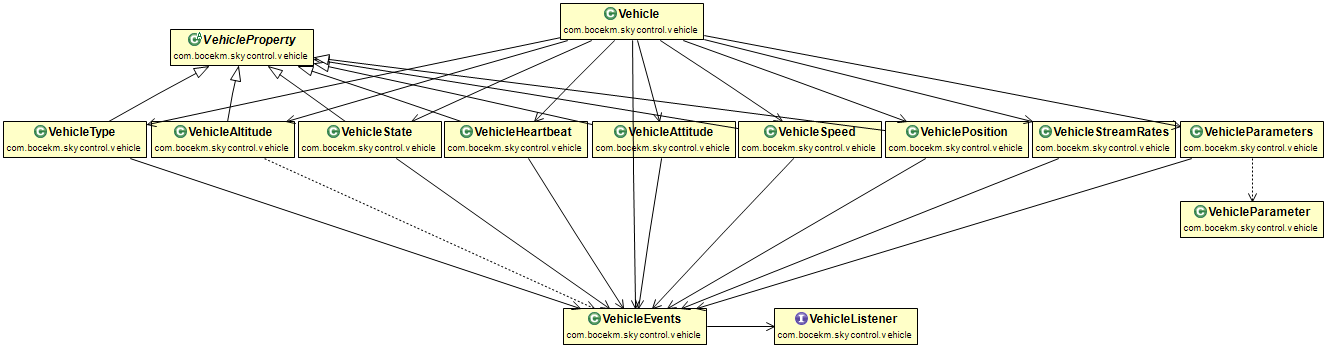 Vehicle
com.bocekm.skycontrol.vehicle
VehicleProperty
com.bocekm.skycontrol.vehicle
VehicleType
com.bocekm.skycontrol.vehicle
VehicleAltitude
com.bocekm.skycontrol.vehicle
VehicleState
com.bocekm.skycontrol.vehicle
VehicleHeartbeat
com.bocekm.skycontrol.vehicle
VehicleAttitude
com.bocekm.skycontrol.vehicle
VehicleSpeed
com.bocekm.skycontrol.vehicle
VehiclePosition
com.bocekm.skycontrol.vehicle
VehicleStreamRates
com.bocekm.skycontrol.vehicle
VehicleParameters
com.bocekm.skycontrol.vehicle
VehicleParameter
com.bocekm.skycontrol.vehicle
VehicleEvents
com.bocekm.skycontrol.vehicle
VehicleListener
com.bocekm.skycontrol.vehicle